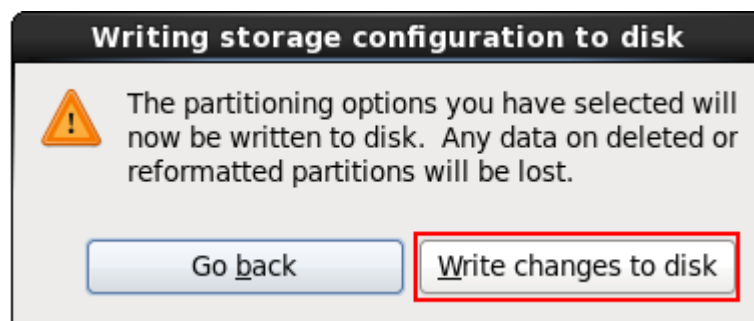 Writing storage configuration to disk
The partitioning options you have selected will
now be written to disk.  Any data on deleted or
reformatted partitions will be lost.
Go back
Write changes to disk